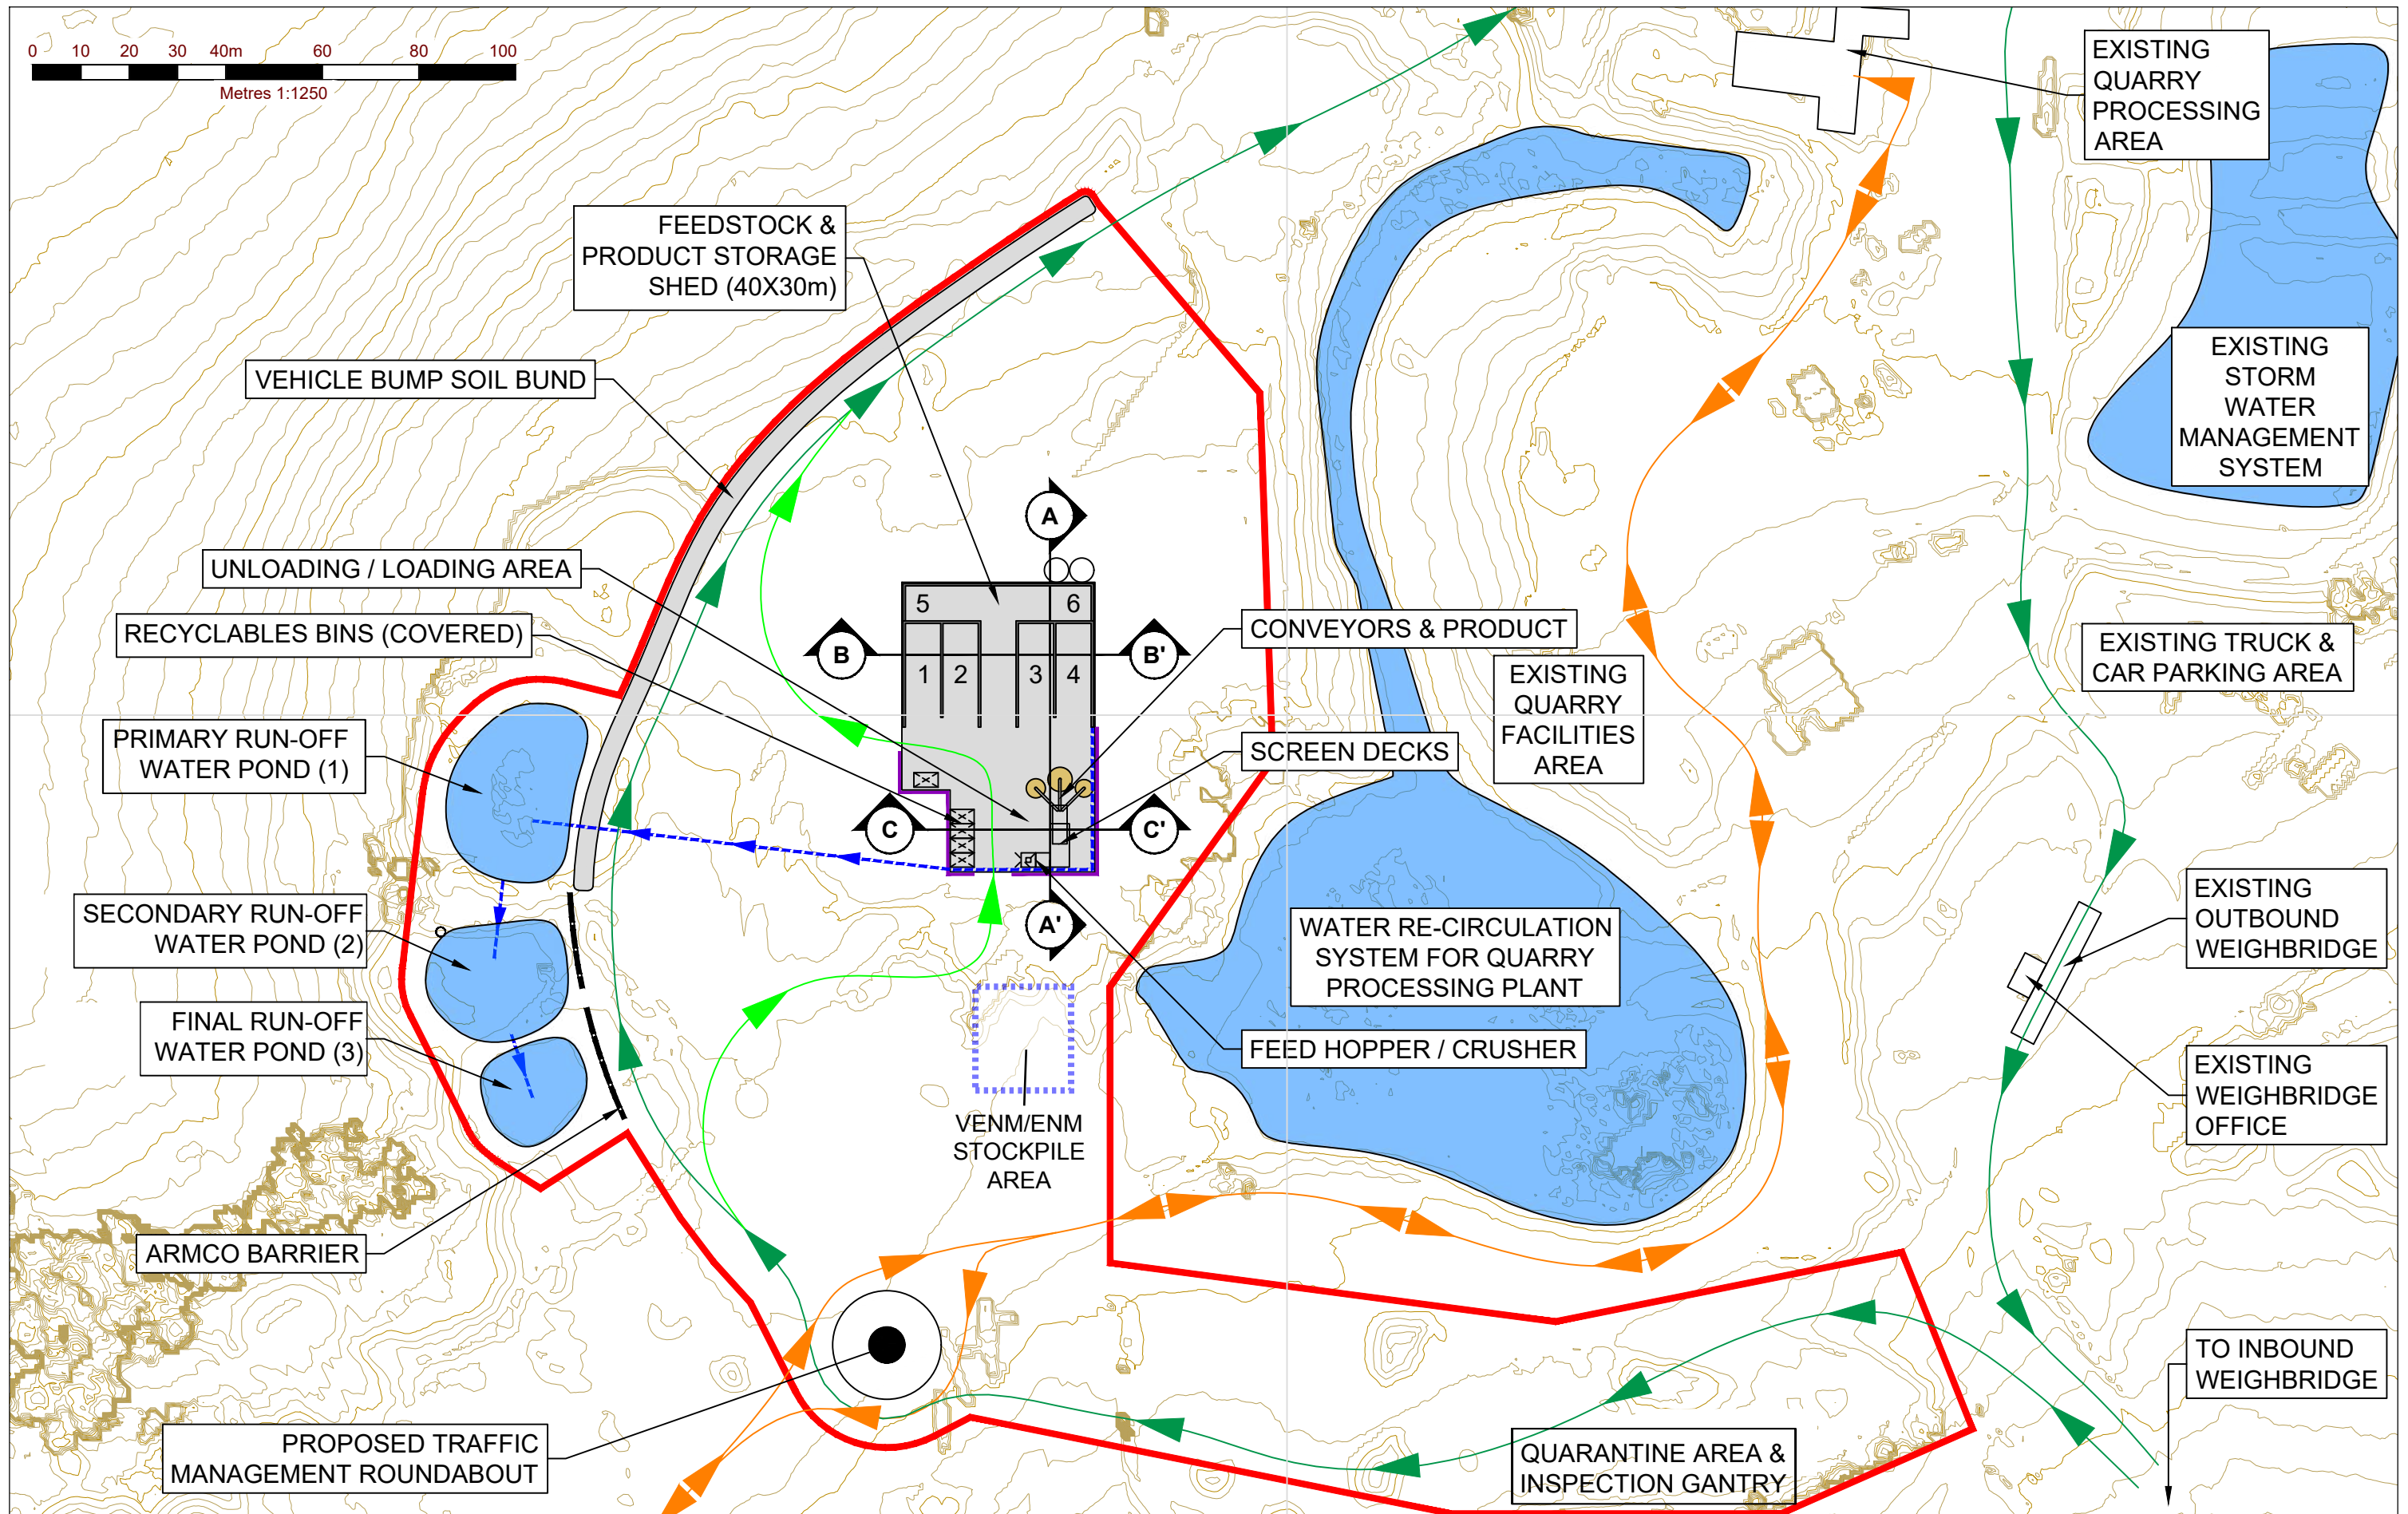 0 10 20 30 40m 60 80 100
Metres 1:1250
EXISTING
QUARRY
PROCESSING
AREA
FEEDSTOCK &
PRODUCT STORAGE
SHED (40X30m)
VEHICLE BUMP SOIL BUND
EXISTING
STORM
WATER
MANAGEMENT
SYSTEM
A
UNLOADING / LOADING AREA
RECYCLABLES BINS (COVERED)
5 6
B
B'
1 2 3 4
CONVEYORS & PRODUCT
EXISTING TRUCK &
CAR PARKING AREA
EXISTING
QUARRY
FACILITIES
AREA
PRIMARY RUN-OFF
WATER POND (1)
SCREEN DECKS
C
C'
SECONDARY RUN-OFF
WATER POND (2)
A'
WATER RE-CIRCULATION
SYSTEM FOR QUARRY
PROCESSING PLANT
EXISTING
OUTBOUND
WEIGHBRIDGE
FINAL RUN-OFF
WATER POND (3)
FEED HOPPER / CRUSHER
EXISTING
WEIGHBRIDGE
OFFICE
VENM/ENM
STOCKPILE
AREA
ARMCO BARRIER
TO INBOUND
WEIGHBRIDGE
PROPOSED TRAFFIC
MANAGEMENT ROUNDABOUT
QUARANTINE AREA &
INSPECTION GANTRY